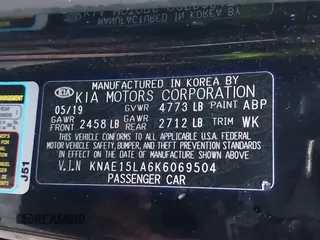 MANUFACTURED IN KOREA BY
KIA KIA MOTORS CORPORATION
05/19 GVWR 4773 LB PAINT ABP
GAWR FRONT 2458 LB GAWR REAR 2712 LB TRIM WK
THIS VEHICLE CONFORMS TO ALL APPLICABLE U.S.A. FEDERAL
MOTOR VEHICLE SAFETY, BUMPER, AND THEFT PREVENTION
STANDARDS IN EFFECT ON THE DATE OF MANUFACTURE SHOWN ABOVE.
V.I.N KNAE15LA6K6069504
PASSENGER CAR
J51